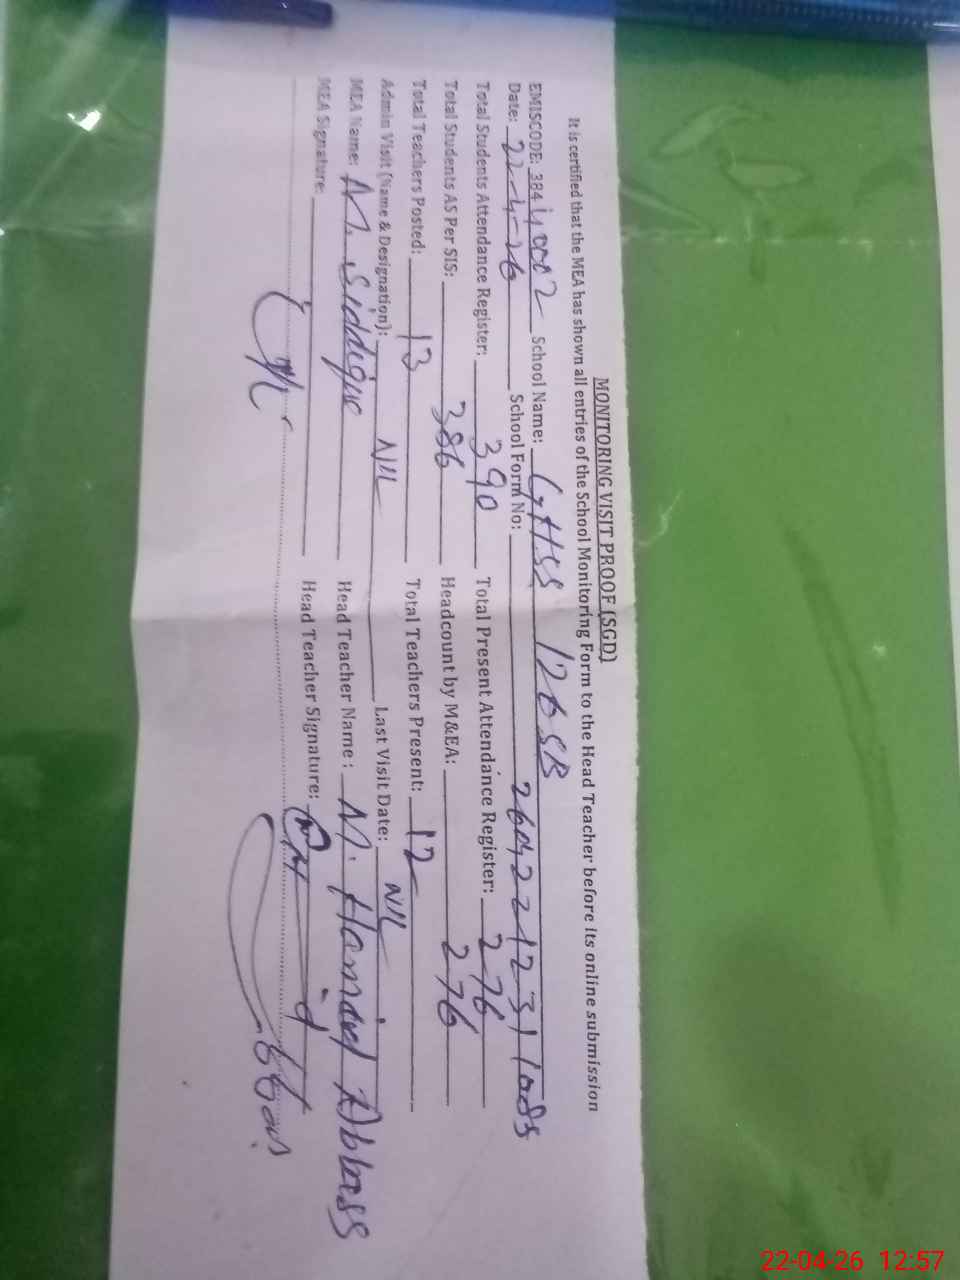 MONITORING VISIT PROOF (SGD)
It is certified that the MEA has shown all entries of the School Monitoring Form to the Head Teacher before its online submission
EMISCODE: 38440002 School Name: GHSS 126 SB
Date: 22-4-26 School Form No: 2604221231
Total Students Attendance Register: 390 Total Present Attendance Register: 276
Total Students AS Per SIS: 386 Headcount by M&EA: 276
Total Teachers Posted: 13 Total Teachers Present: 12
Admin Visit (Name & Designation): NIL Last Visit Date: NIL
MEA Name: M. Siddique Head Teacher Name: M. Hamid Abbass
MEA Signature: Head Teacher Signature:
22-04-26 12:57